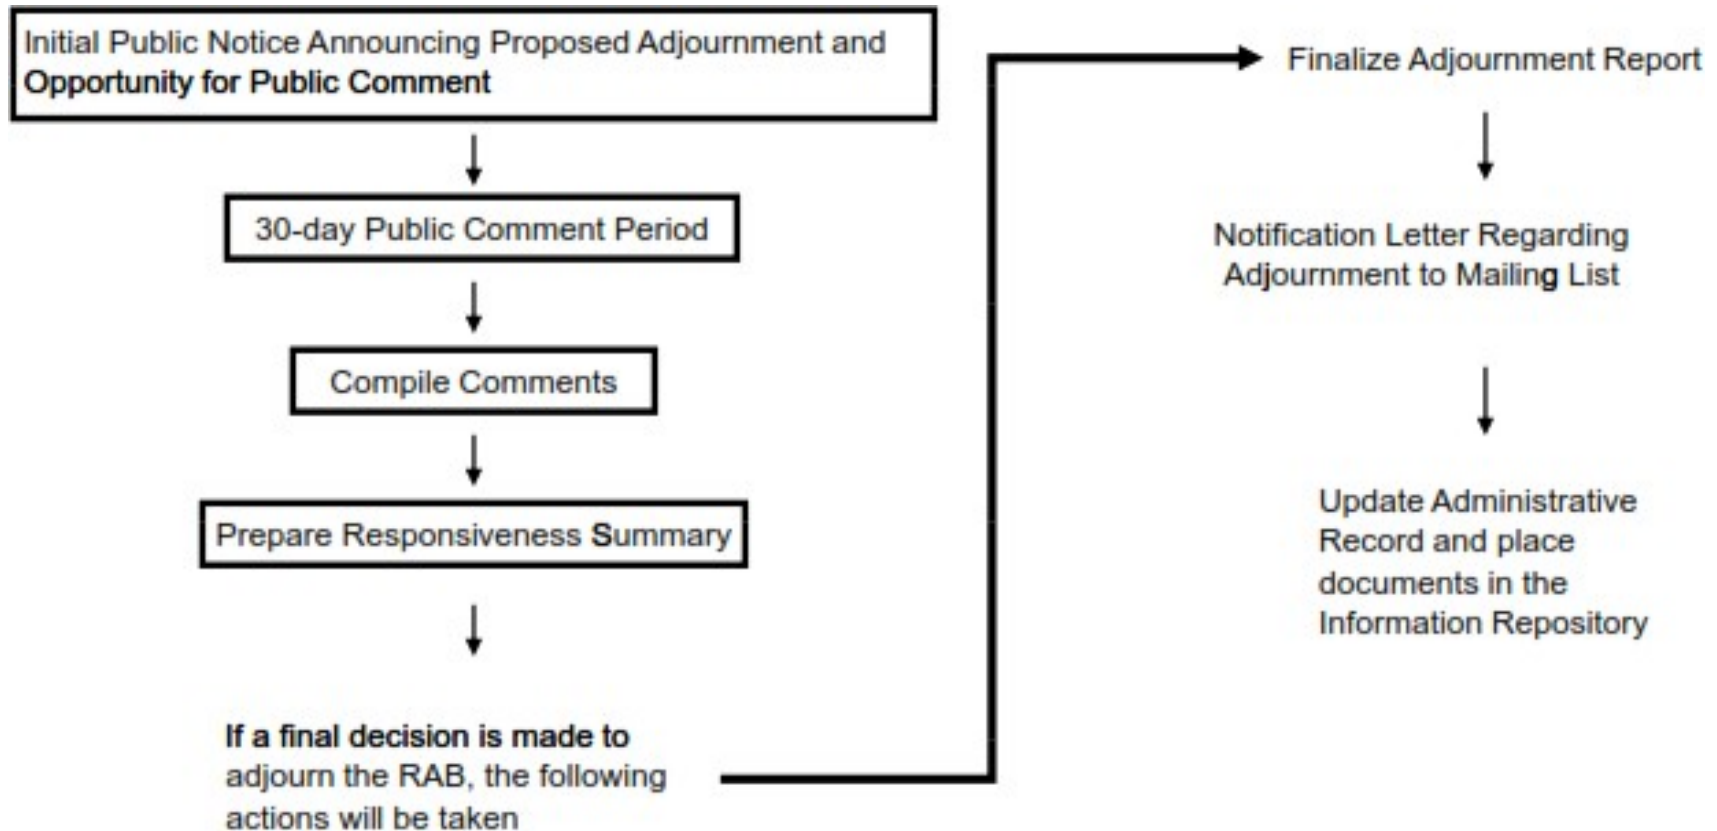 Initial Public Notice Announcing Proposed Adjournment and
Opportunity for Public Comment
30-day Public Comment Period
Compile Comments
Prepare Responsiveness Summary
If a final decision is made to
adjourn the RAB, the following
actions will be taken
Finalize Adjournment Report
Notification Letter Regarding
Adjournment to Mailing List
Update Administrative
Record and place
documents in the
Information Repository